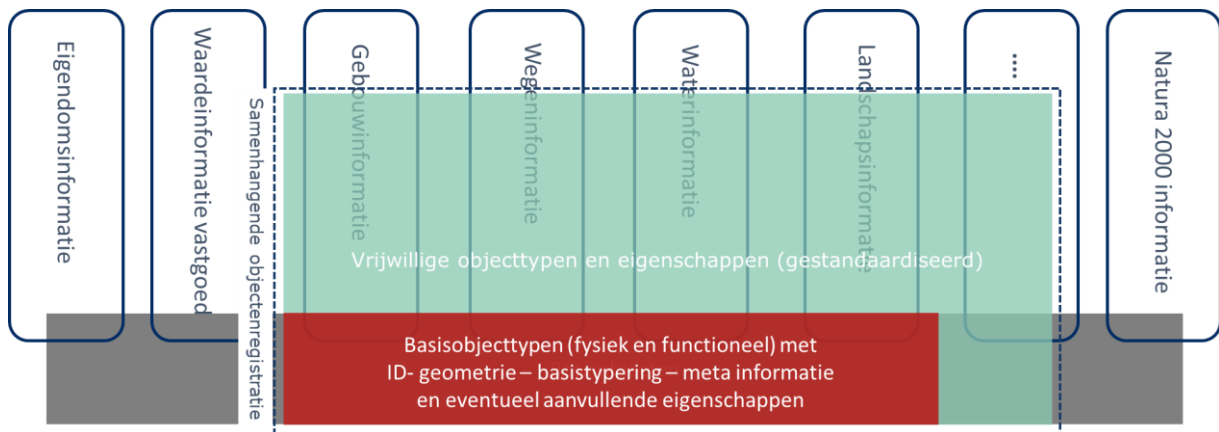 Eigendomsinformatie
Waardeinformatie vastgoed
Samenhangende objectenregistratie
Gebouwinformatie
Wegeninformatie
Waterinformatie
Landschapsinformatie
....
Natura 2000 informatie
Vrijwillige objecttypen en eigenschappen (gestandaardiseerd)
Basisobjecttypen (fysiek en functioneel) met
ID- geometrie – basistypering – meta informatie
en eventueel aanvullende eigenschappen